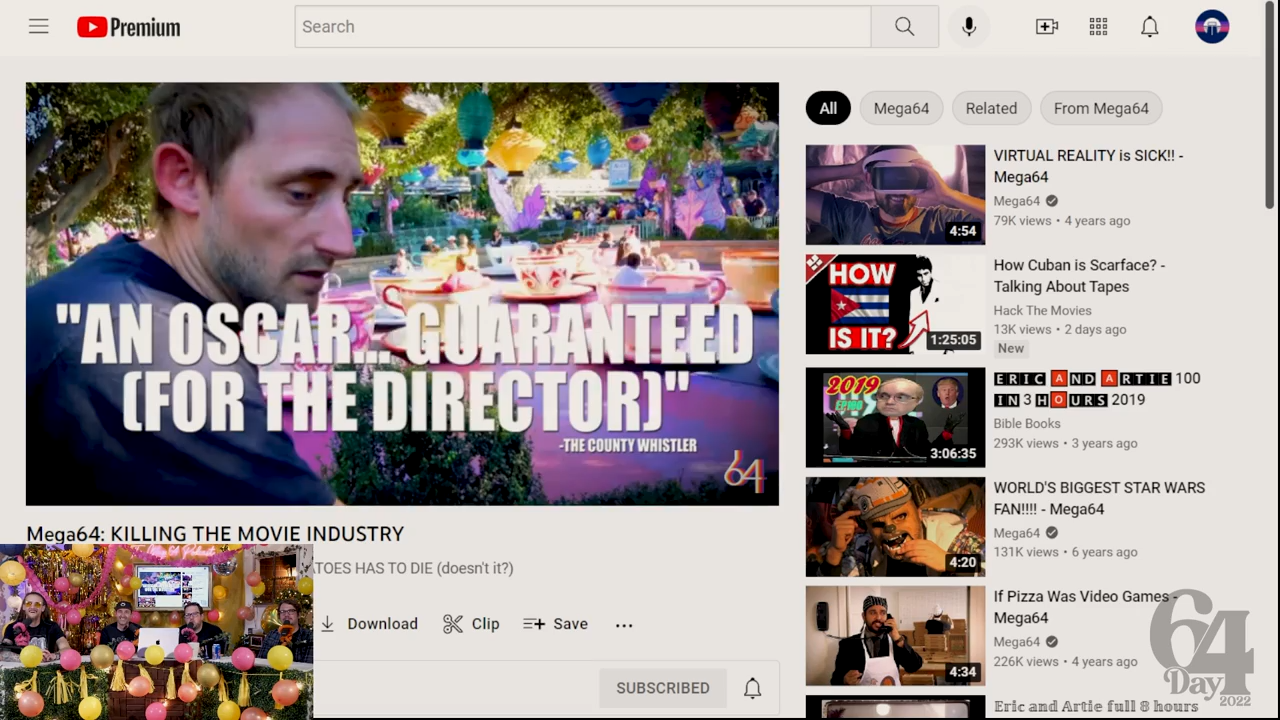 Premium
Search
"AN OSCAR... GUARANTEED
(FOR THE DIRECTOR)"
-THE COUNTY WHISTLER
64
Mega64: KILLING THE MOVIE INDUSTRY
ATOES HAS TO DIE (doesn't it?)
Download
Clip
Save
SUBSCRIBED
All
Mega64
Related
From Mega64
VIRTUAL REALITY is SICK!! -
Mega64
Mega64
79K views • 4 years ago
4:54
HOW
IS IT?
1:25:05
How Cuban is Scarface? -
Talking About Tapes
Hack The Movies
13K views • 2 days ago
New
2019
EP100
3:06:35
ERIC AND ARTIE 100
IN 3 HOURS 2019
Bible Books
293K views • 3 years ago
4:20
WORLD'S BIGGEST STAR WARS
FAN!!!! - Mega64
Mega64
131K views • 6 years ago
4:34
If Pizza Was Video Games -
Mega64
Mega64
226K views • 4 years ago
Eric and Artie full 8 hours
64
Day
2022